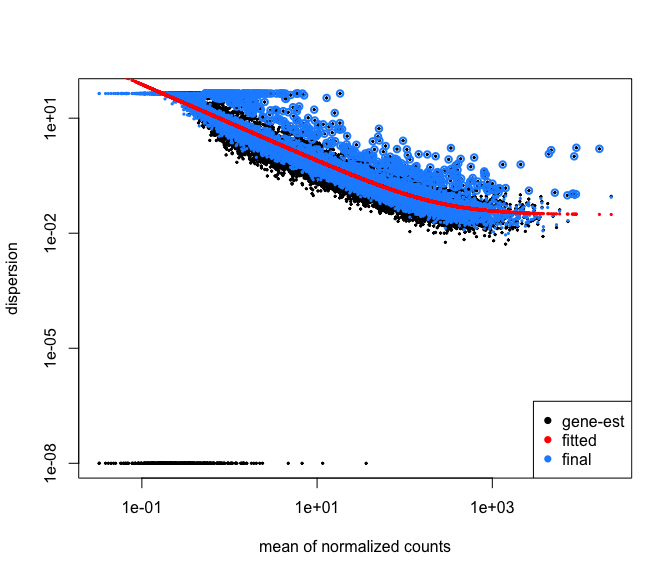 dispersion
1e+01
1e-02
1e-05
1e-08
gene-est
fitted
final
1e-01
1e+01
1e+03
mean of normalized counts